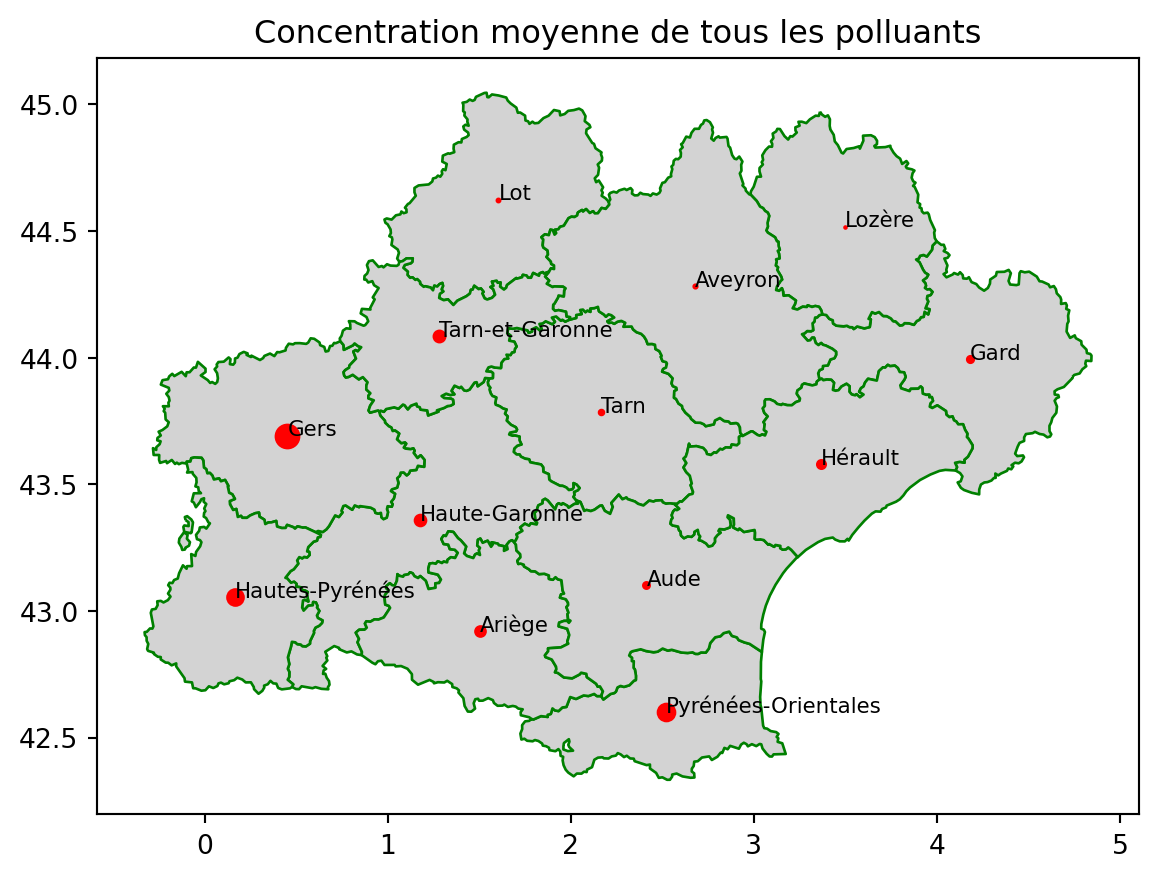 Concentration moyenne de tous les polluants
45.0
44.5
44.0
43.5
43.0
42.5
Lot
Lozère
Aveyron
Tarn-et-Garonne
Gard
Tarn
Gers
Hérault
Haute-Garonne
Aude
Hautes-Pyrénées
Ariège
Pyrénées-Orientales
0
1
2
3
4
5